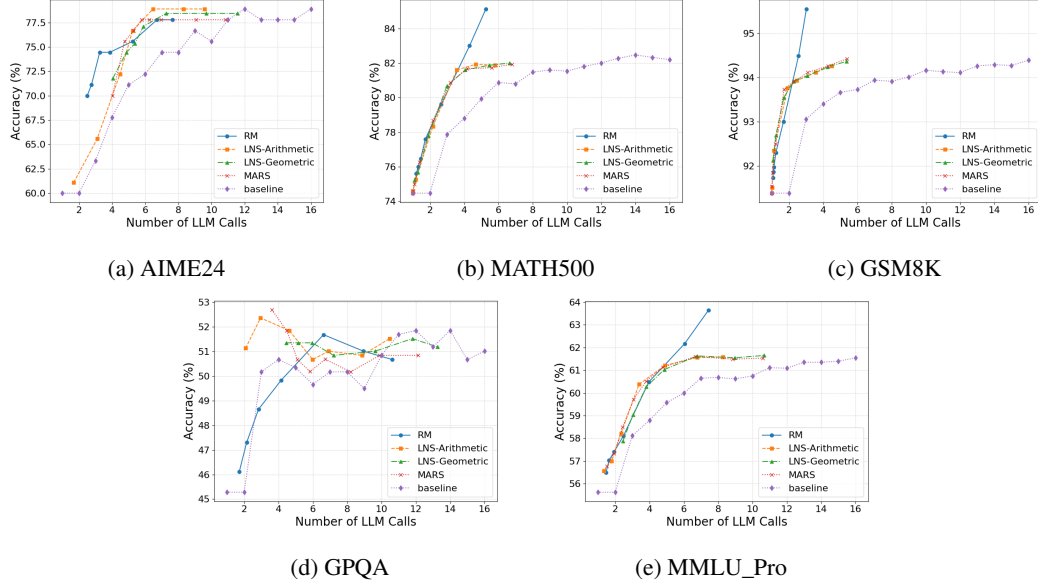 77.5
75.0
72.5
70.0
67.5
65.0
62.5
60.0
Accuracy (%)
0 2 4 6 8 10 12 14 16
Number of LLM Calls
RM
LNS-Arithmetic
LNS-Geometric
MARS
baseline
(a) AIME24
84
82
80
78
76
74
Accuracy (%)
2 4 6 8 10 12 14 16
Number of LLM Calls
RM
LNS-Arithmetic
LNS-Geometric
MARS
baseline
(b) MATH500
95
94
93
92
Accuracy (%)
2 4 6 8 10 12 14 16
Number of LLM Calls
RM
LNS-Arithmetic
LNS-Geometric
MARS
baseline
(c) GSM8K
53
52
51
50
49
48
47
46
45
Accuracy (%)
2 4 6 8 10 12 14 16
Number of LLM Calls
RM
LNS-Arithmetic
LNS-Geometric
MARS
baseline
(d) GPQA
64
63
62
61
60
59
58
57
56
Accuracy (%)
2 4 6 8 10 12 14 16
Number of LLM Calls
RM
LNS-Arithmetic
LNS-Geometric
MARS
baseline
(e) MMLU_Pro